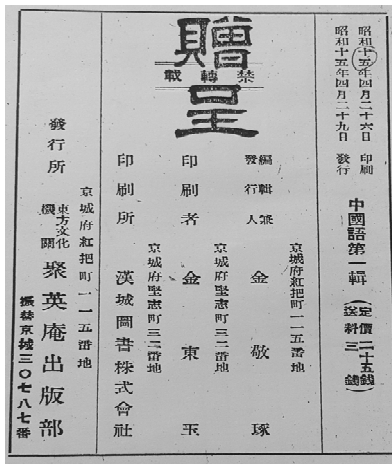 昭和十五年四月二十六日 印刷
昭和十五年四月二十九日 發行
中國語第一輯
定價二十五錢
送料三錢
贈呈
禁轉載
京城府紅把町一一五番地
編輯兼
發行人 金敬琢
京城府堅志町三二番地
印刷者 金東玉
京城府堅志町三二番地
印刷所 漢城圖書株式會社
京城府紅把町一一五番地
發行所
東方文化
機關
聚英庵出版部
振替京城三〇七八七番